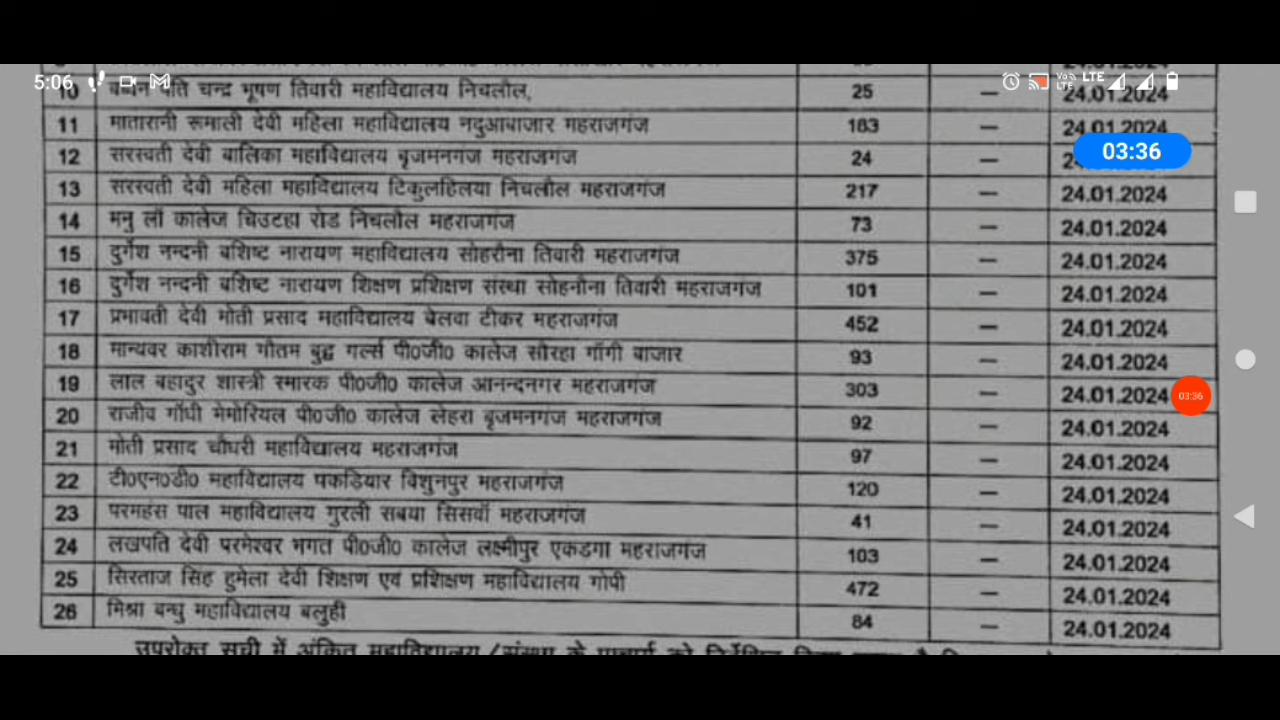 5:06 LTE
10 चन्द्र भूषण तिवारी महाविद्यालय निचलौल, 25 — 24.01.2024
11 मातारानी रूमाली देवी महिला महाविद्यालय नदुआबाजार महराजगंज 183 — 24.01.2024
03:36
12 सरस्वती देवी बालिका महाविद्यालय बृजमनगंज महराजगंज 24 —
13 सरस्वती देवी महिला महाविद्यालय टिकुलहिलया निचलौल महराजगंज 217 — 24.01.2024
14 मनु लॉ कालेज चिउटहा रोड निचलौल महराजगंज 73 — 24.01.2024
15 दुर्गेश नन्दनी बशिष्ट नारायण महाविद्यालय सोहरौना तिवारी महराजगंज 375 — 24.01.2024
16 दुर्गेश नन्दनी बशिष्ट नारायण शिक्षण प्रशिक्षण संस्था सोहनौना तिवारी महराजगंज 101 — 24.01.2024
17 प्रभावती देवी मोती प्रसाद महाविद्यालय बेलवा टीकर महराजगंज 452 — 24.01.2024
18 मान्यवर काशीराम गौतम बुद्ध गर्ल्स पी0जी0 कालेज सौरहा गॉंगी बाजार 93 — 24.01.2024
19 लाल बहादुर शास्त्री स्मारक पी0जी0 कालेज आनन्दनगर महराजगंज 303 — 24.01.2024
03:36
20 राजीव गॉंधी मेमोरियल पी0जी0 कालेज लेहरा बृजमनगंज महराजगंज 92 — 24.01.2024
21 मोती प्रसाद चौधरी महाविद्यालय महराजगंज 97 — 24.01.2024
22 टी0एन0डी0 महाविद्यालय पकड़ियार विशुनपुर महराजगंज 120 — 24.01.2024
23 परमहंस पाल महाविद्यालय गुरली सबया सिसवॉं महराजगंज 41 — 24.01.2024
24 लखपति देवी परमेश्वर भगत पी0जी0 कालेज लक्ष्मीपुर एकडगा महराजगंज 103 — 24.01.2024
25 सिरताज सिंह हुमेला देवी शिक्षण एवं प्रशिक्षण महाविद्यालय गोपी 472 — 24.01.2024
26 मिश्रा बन्धु महाविद्यालय बलुही 84 — 24.01.2024
उपरोक्त सूची में अंकित महाविद्यालय/संस्था के